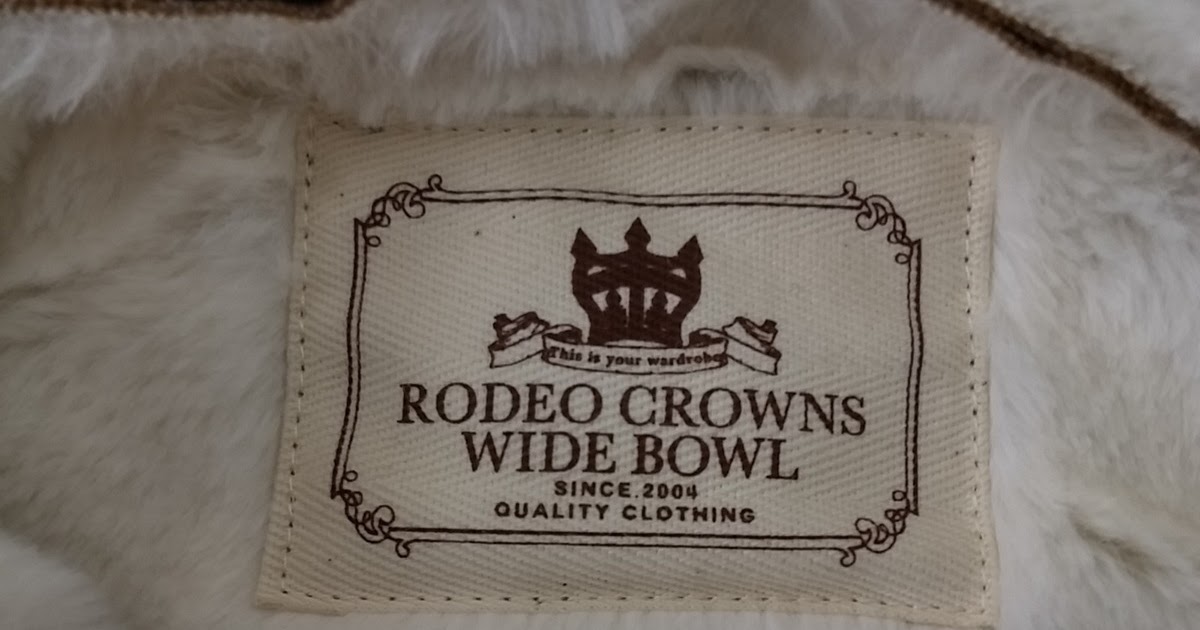 This is your wardrobe
RODEO CROWNS
WIDE BOWL
SINCE.2004
QUALITY CLOTHING